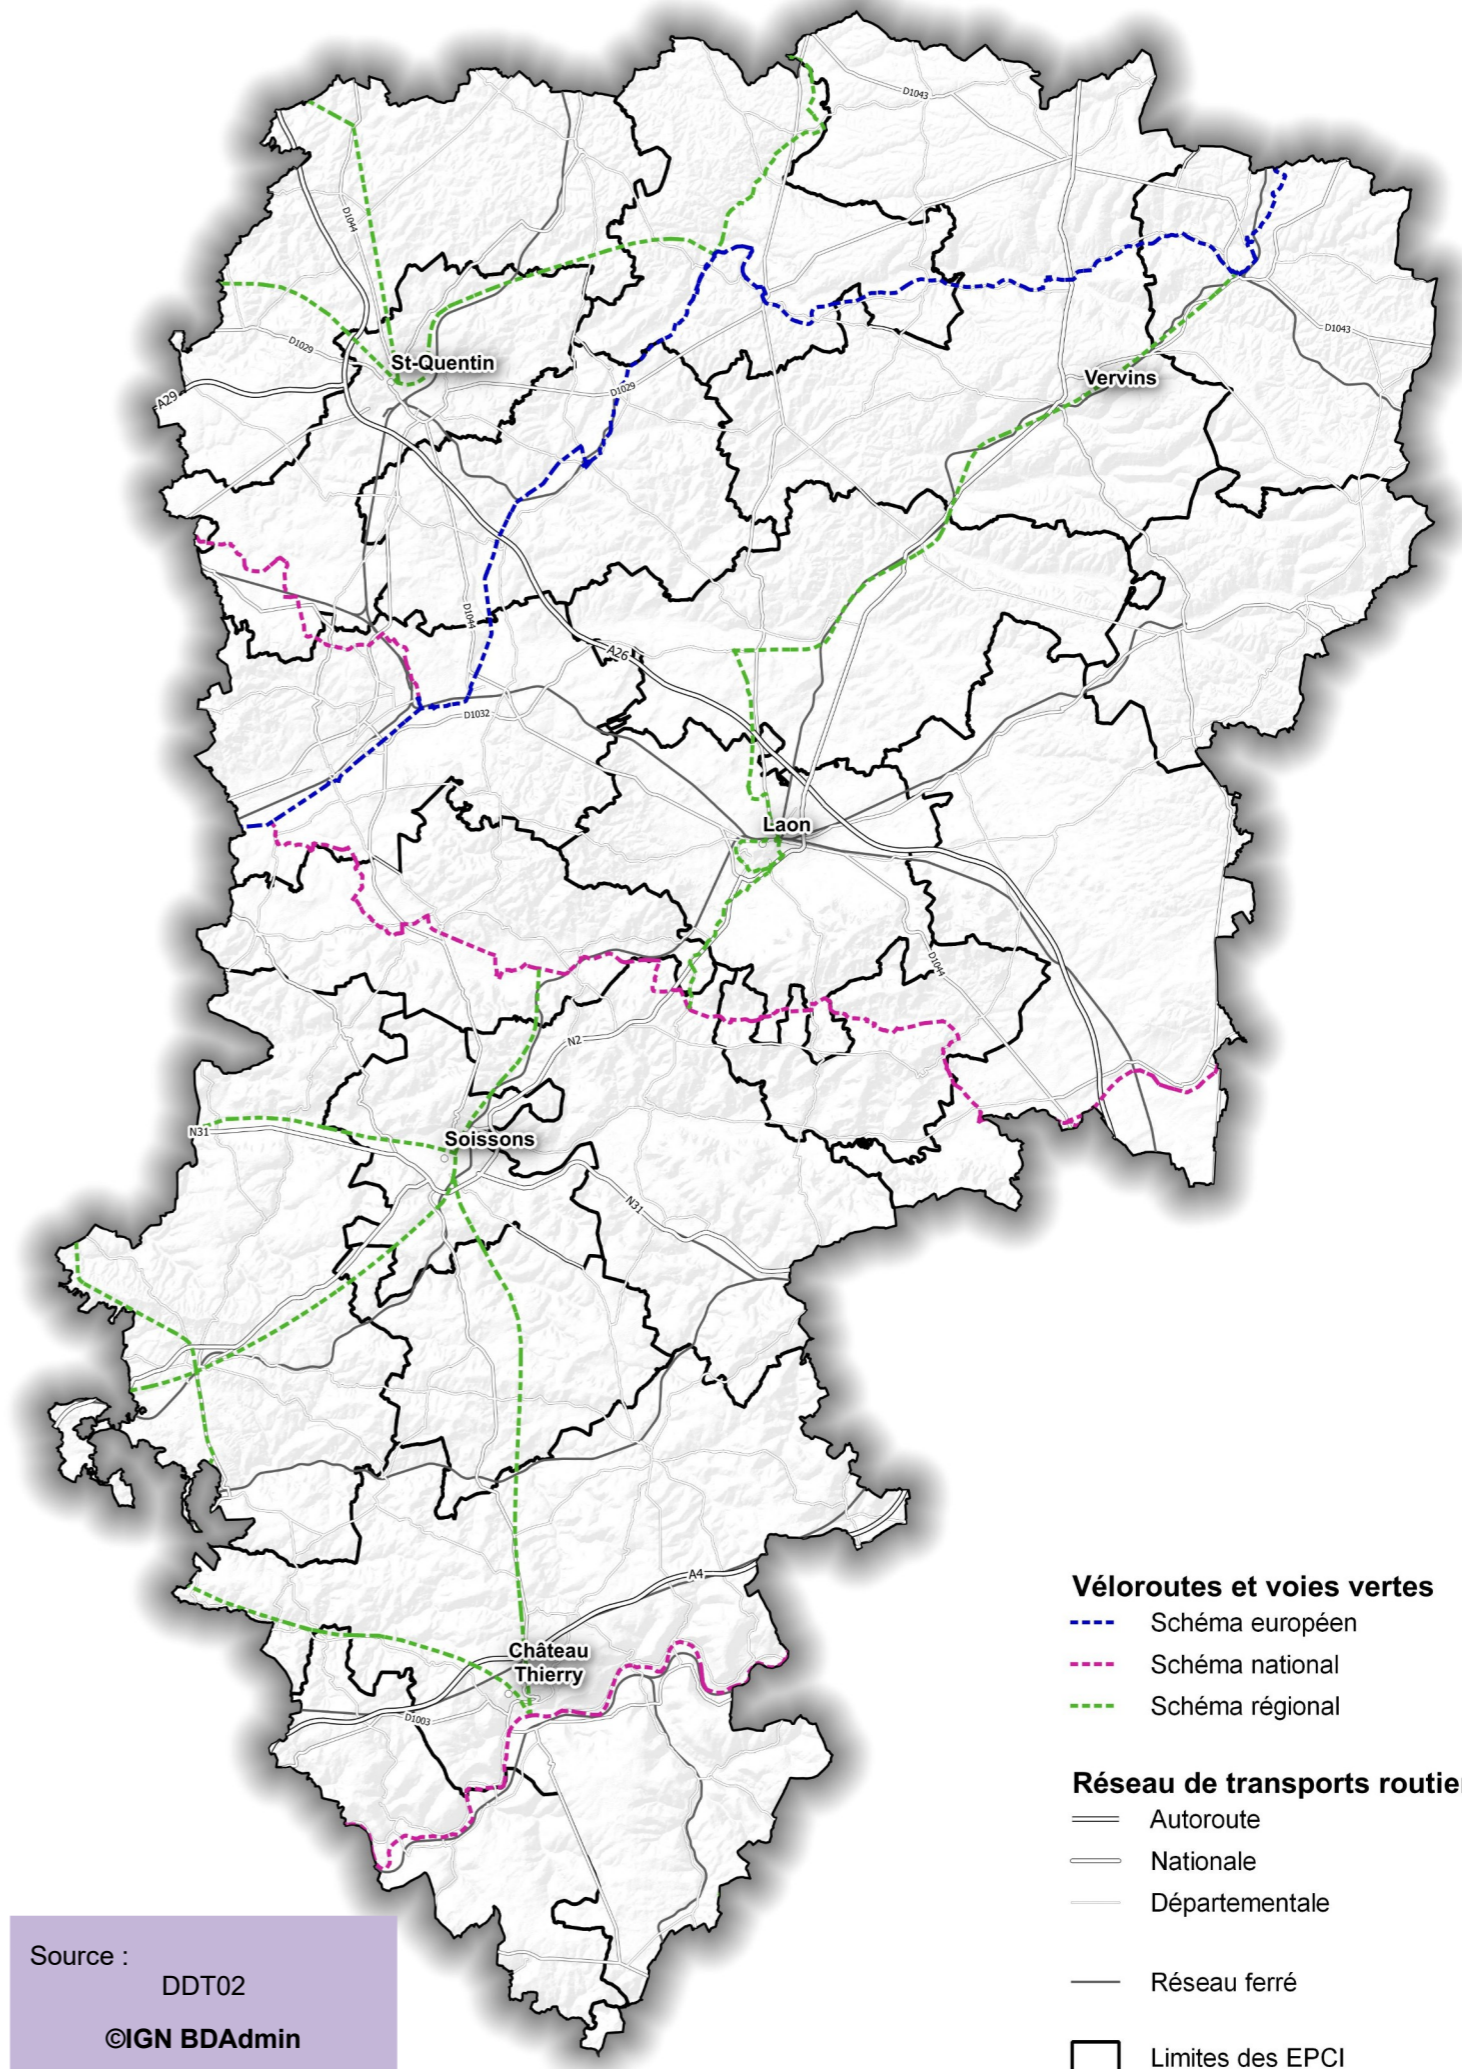 D1043
D1044
D1029
St-Quentin
A29
D1029
D1043
Vervins
D1044
A26
D1032
Laon
D1044
N2
N31
Soissons
N31
A4
Château
Thierry
D1003
Véloroutes et voies vertes
Schéma européen
Schéma national
Schéma régional
Réseau de transports routier
Autoroute
Nationale
Départementale
Réseau ferré
Limites des EPCI
Source :
DDT02
©IGN BDAdmin